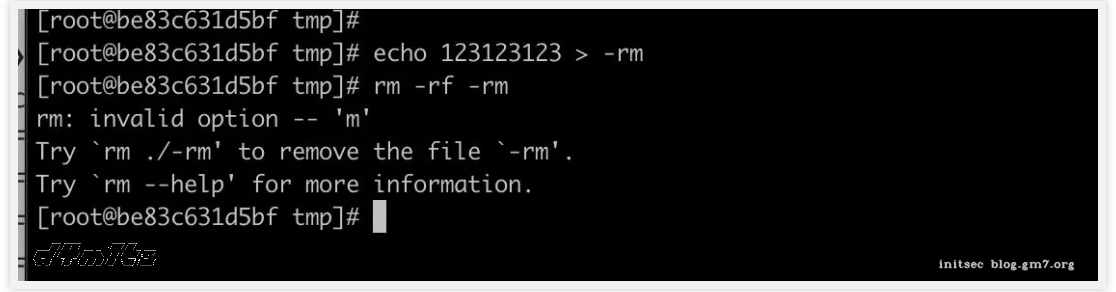 [root@be83c631d5bf tmp]#
[root@be83c631d5bf tmp]# echo 123123123 > -rm
[root@be83c631d5bf tmp]# rm -rf -rm
rm: invalid option -- 'm'
Try `rm ./-rm' to remove the file `-rm'.
Try `rm --help' for more information.
[root@be83c631d5bf tmp]#
initsec blog.gm7.org